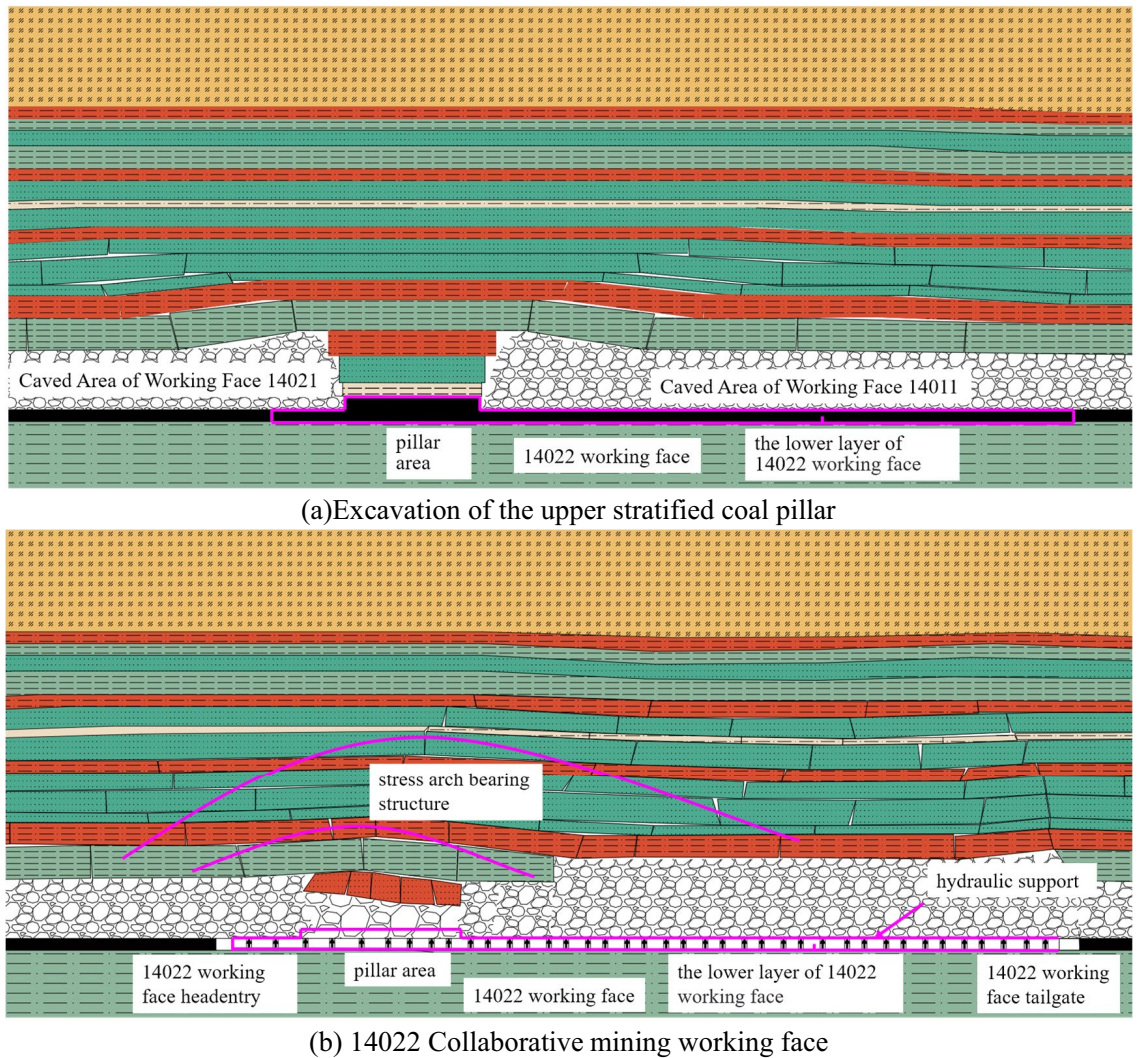 Caved Area of Working Face 14021
Caved Area of Working Face 14011
pillar
area
14022 working face
the lower layer of
14022 working face
(a)Excavation of the upper stratified coal pillar
stress arch bearing
structure
hydraulic support
14022 working
face headentry
pillar area
14022 working face
the lower layer of 14022
working face
14022 working
face tailgate
(b) 14022 Collaborative mining working face